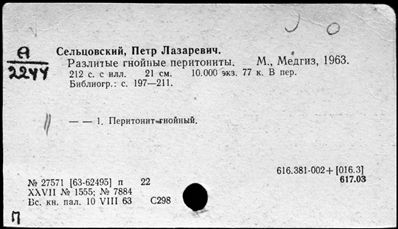 А
2244
Сельцовский, Петр Лазаревич.
Разлитые гнойные перитониты. М., Медгиз, 1963.
212 с. с илл. 21 см. 10.000 экз. 77 к. В пер.
Библиогр.: с. 197—211.
— — 1. Перитонит гнойный.
616.381-002+[016.3]
617.03
№ 27571 [63-62495] п 22
XXVII № 1555; № 7884
Вс. кн. пал. 10 VIII 63 С298
П